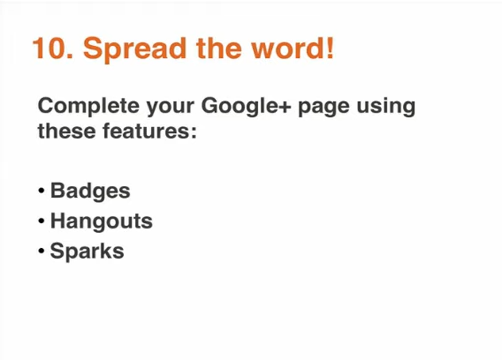 10. Spread the word!
Complete your Google+ page using
these features:
• Badges
• Hangouts
• Sparks